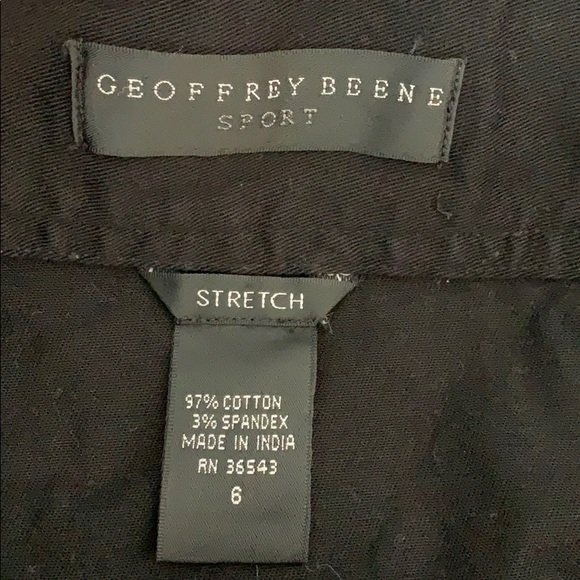 GEOFFREY BEENE
SPORT
STRETCH
97% COTTON
3% SPANDEX
MADE IN INDIA
RN 36543
6